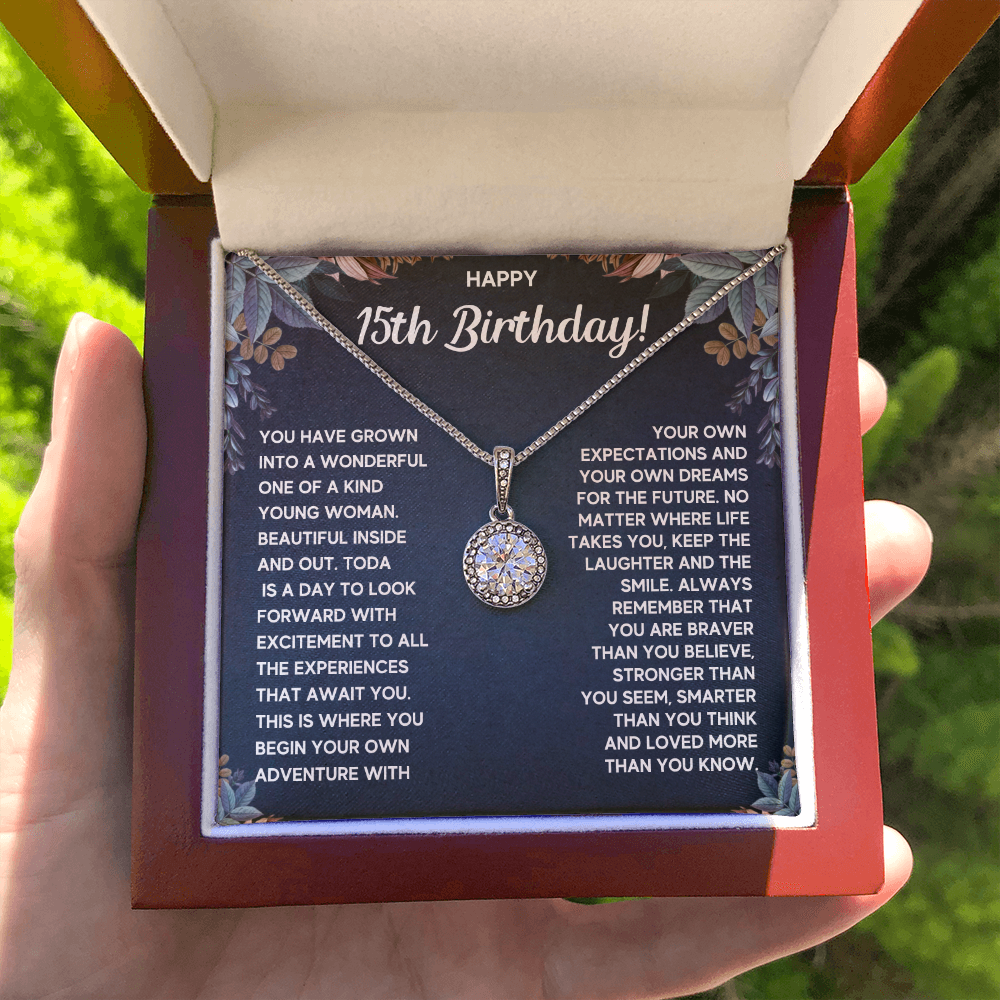 HAPPY
15th Birthday!
YOU HAVE GROWN
INTO A WONDERFUL
ONE OF A KIND
YOUNG WOMAN.
BEAUTIFUL INSIDE
AND OUT. TODA
IS A DAY TO LOOK
FORWARD WITH
EXCITEMENT TO ALL
THE EXPERIENCES
THAT AWAIT YOU.
THIS IS WHERE YOU
BEGIN YOUR OWN
ADVENTURE WITH
YOUR OWN
EXPECTATIONS AND
YOUR OWN DREAMS
FOR THE FUTURE. NO
MATTER WHERE LIFE
TAKES YOU, KEEP THE
LAUGHTER AND THE
SMILE. ALWAYS
REMEMBER THAT
YOU ARE BRAVER
THAN YOU BELIEVE,
STRONGER THAN
YOU SEEM, SMARTER
THAN YOU THINK
AND LOVED MORE
THAN YOU KNOW.